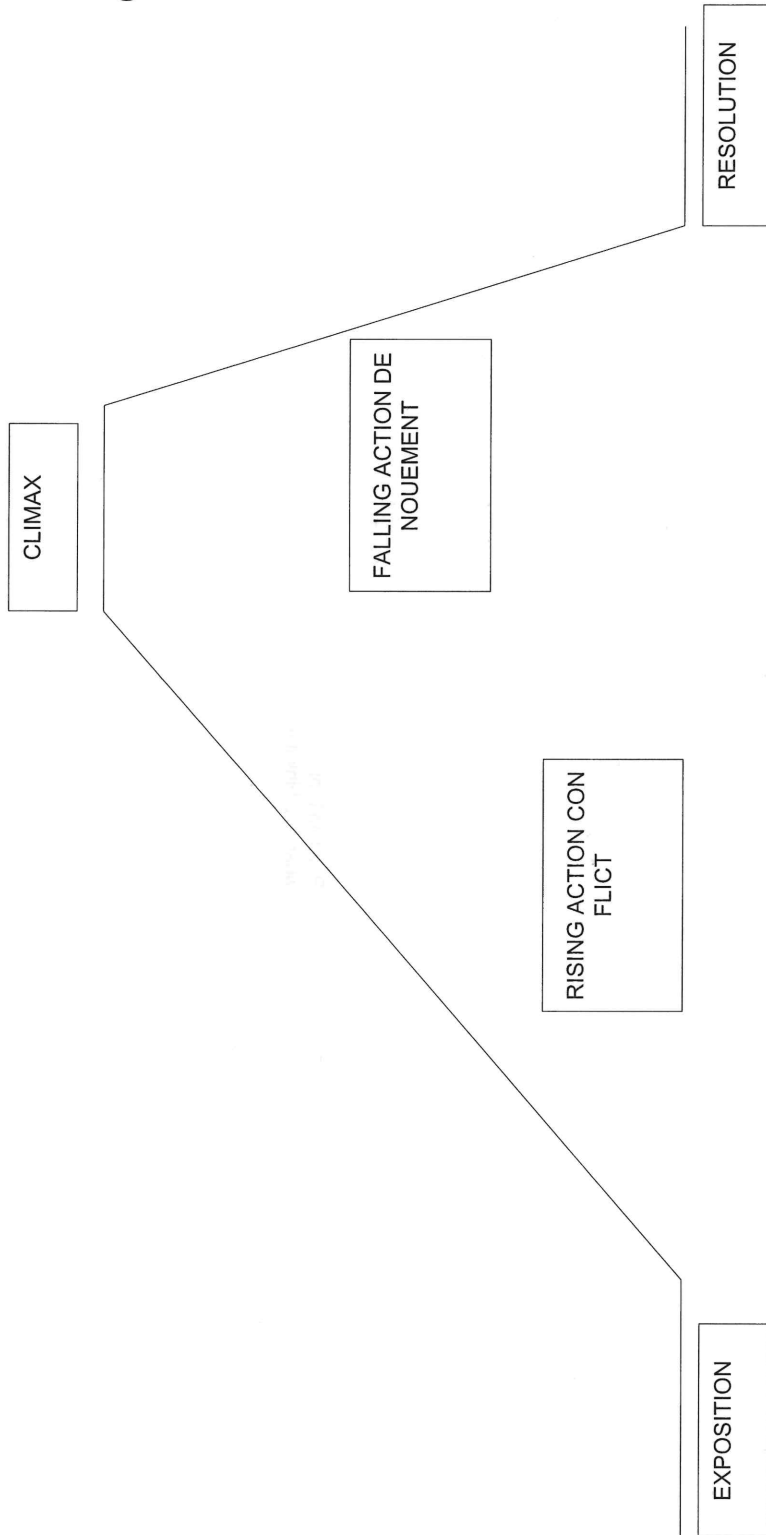 CLIMAX
FALLING ACTION DE
NOUEMENT
RISING ACTION CON
FLICT
EXPOSITION
RESOLUTION